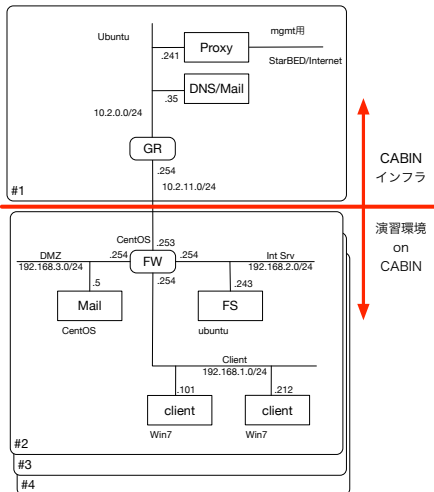 Ubuntu
mgmt用
.241
Proxy
StarBED/Internet
.35
DNS/Mail
10.2.0.0/24
GR
.254
10.2.11.0/24
#1
CABIN
インフラ
演習環境
on
CABIN
CentOS
.253
DMZ
.254
FW
.254
Int Srv
192.168.3.0/24
192.168.2.0/24
.254
.5
.243
Mail
FS
CentOS
ubuntu
Client
192.168.1.0/24
.101
.212
client
client
Win7
Win7
#2
#3
#4